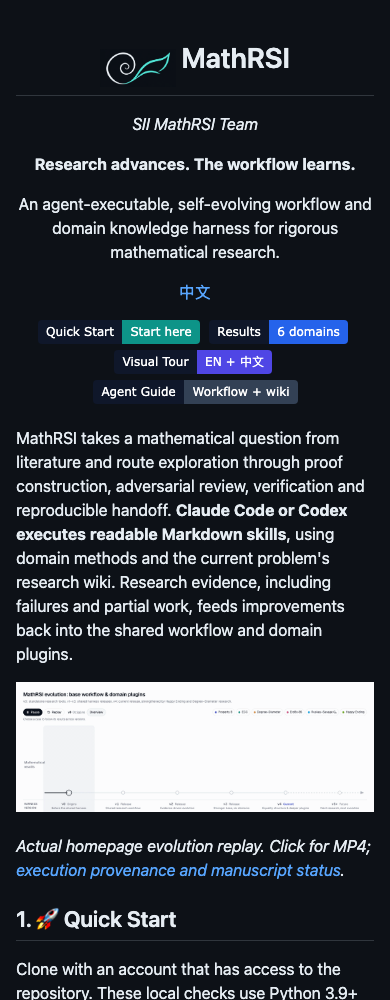 MathRSI
SII MathRSI Team
Research advances. The workflow learns.
An agent-executable, self-evolving workflow and
domain knowledge harness for rigorous
mathematical research.
中文
Quick Start Start here Results 6 domains
Visual Tour EN + 中文
Agent Guide Workflow + wiki
MathRSI takes a mathematical question from
literature and route exploration through proof
construction, adversarial review, verification and
reproducible handoff. Claude Code or Codex
executes readable Markdown skills, using
domain methods and the current problem's
research wiki. Research evidence, including
failures and partial work, feeds improvements
back into the shared workflow and domain
plugins.
MathRSI evolution: base workflow & domain plugins
Actual homepage evolution replay. Click for MP4;
execution provenance and manuscript status.
1. 🚀 Quick Start
Clone with an account that has access to the
repository. These local checks use Python 3.9+